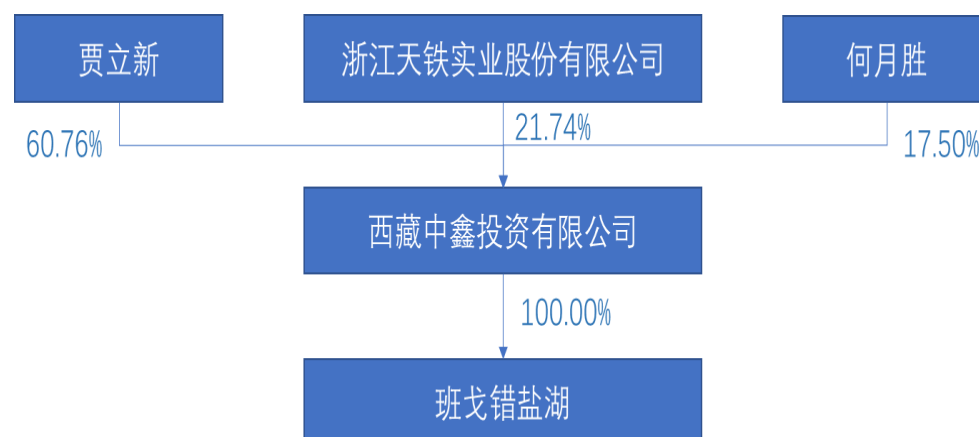 贾立新
浙江天铁实业股份有限公司
何月胜
60.76%
21.74%
17.50%
西藏中鑫投资有限公司
100.00%
班戈错盐湖